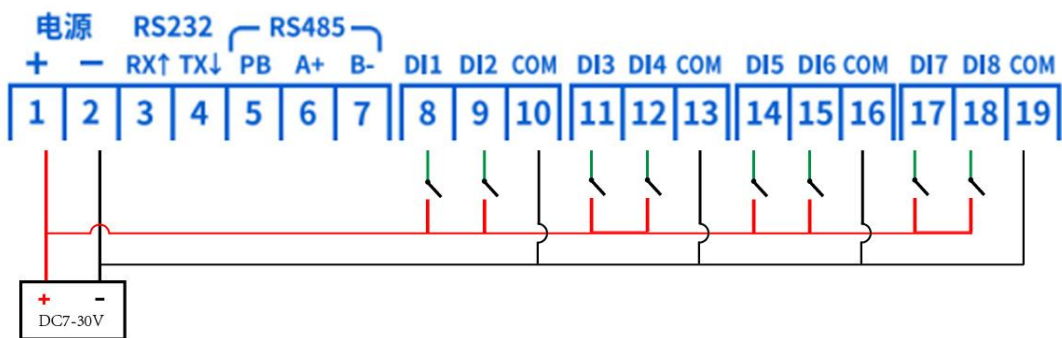 电源 RS232 RS485
+ − RX↑ TX↓ PB A+ B- DI1 DI2 COM DI3 DI4 COM DI5 DI6 COM DI7 DI8 COM
1 2 3 4 5 6 7 8 9 10 11 12 13 14 15 16 17 18 19
+ -
DC7-30V